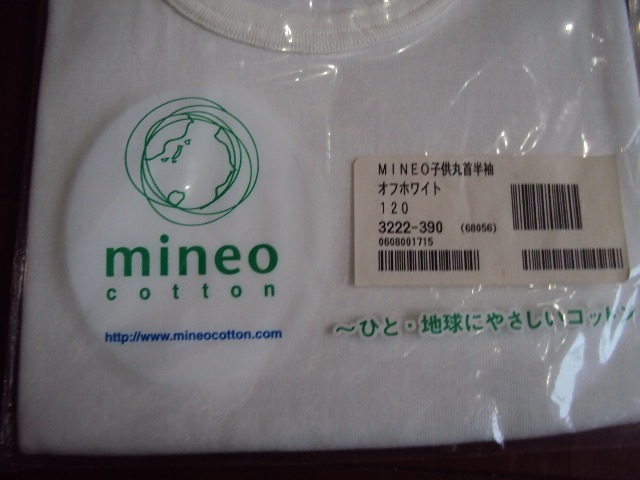 mineo
cotton
http://www.mineocotton.com
MINEO子供丸首半袖
オフホワイト
120
3222-390 (68056)
0608001715
～ひと・地球にやさしいコットン